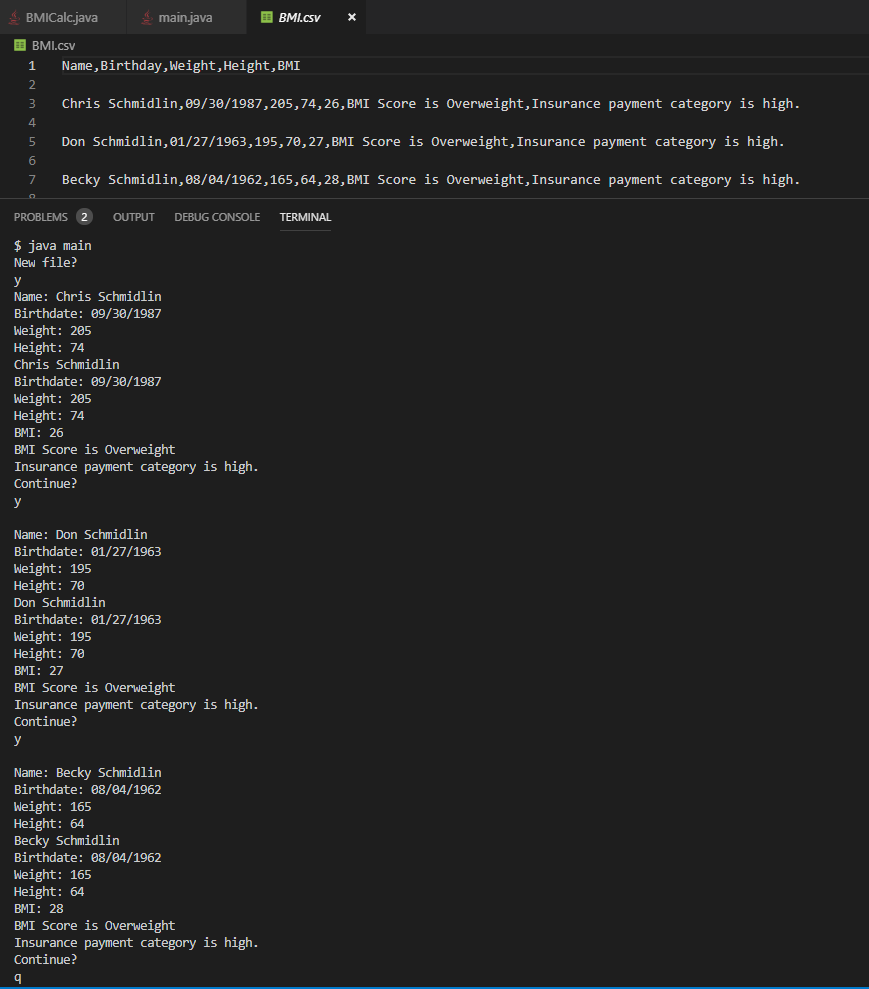 BMICalc.java main.java BMI.csv ×
BMI.csv
1 Name,Birthday,Weight,Height,BMI
2
3 Chris Schmidlin,09/30/1987,205,74,26,BMI Score is Overweight,Insurance payment category is high.
4
5 Don Schmidlin,01/27/1963,195,70,27,BMI Score is Overweight,Insurance payment category is high.
6
7 Becky Schmidlin,08/04/1962,165,64,28,BMI Score is Overweight,Insurance payment category is high.
8
PROBLEMS 2 OUTPUT DEBUG CONSOLE TERMINAL
$ java main
New file?
y
Name: Chris Schmidlin
Birthdate: 09/30/1987
Weight: 205
Height: 74
Chris Schmidlin
Birthdate: 09/30/1987
Weight: 205
Height: 74
BMI: 26
BMI Score is Overweight
Insurance payment category is high.
Continue?
y
Name: Don Schmidlin
Birthdate: 01/27/1963
Weight: 195
Height: 70
Don Schmidlin
Birthdate: 01/27/1963
Weight: 195
Height: 70
BMI: 27
BMI Score is Overweight
Insurance payment category is high.
Continue?
y
Name: Becky Schmidlin
Birthdate: 08/04/1962
Weight: 165
Height: 64
Becky Schmidlin
Birthdate: 08/04/1962
Weight: 165
Height: 64
BMI: 28
BMI Score is Overweight
Insurance payment category is high.
Continue?
q